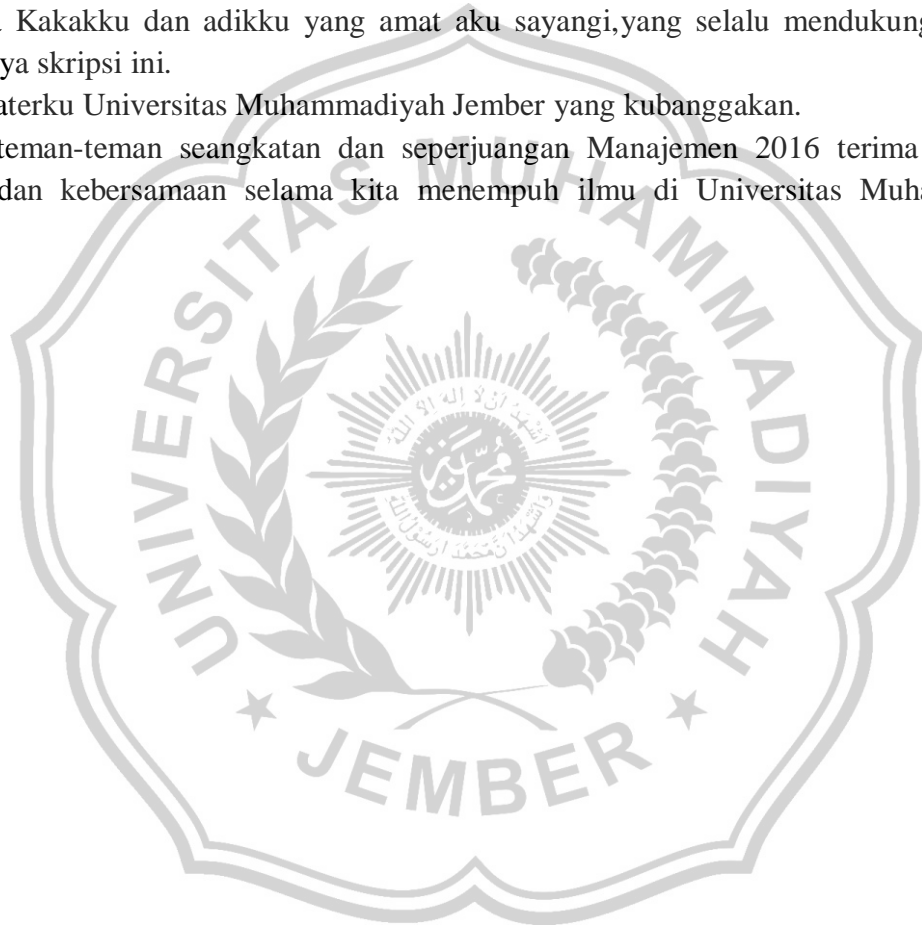 Kakakku dan adikku yang amat aku sayangi,yang selalu mendukung
ya skripsi ini.
aterku Universitas Muhammadiyah Jember yang kubanggakan.
teman-teman seangkatan dan seperjuangan Manajemen 2016 terima
dan kebersamaan selama kita menempuh ilmu di Universitas Muha
UNIVERSITAS MUHAMMADIYAH
JEMBER